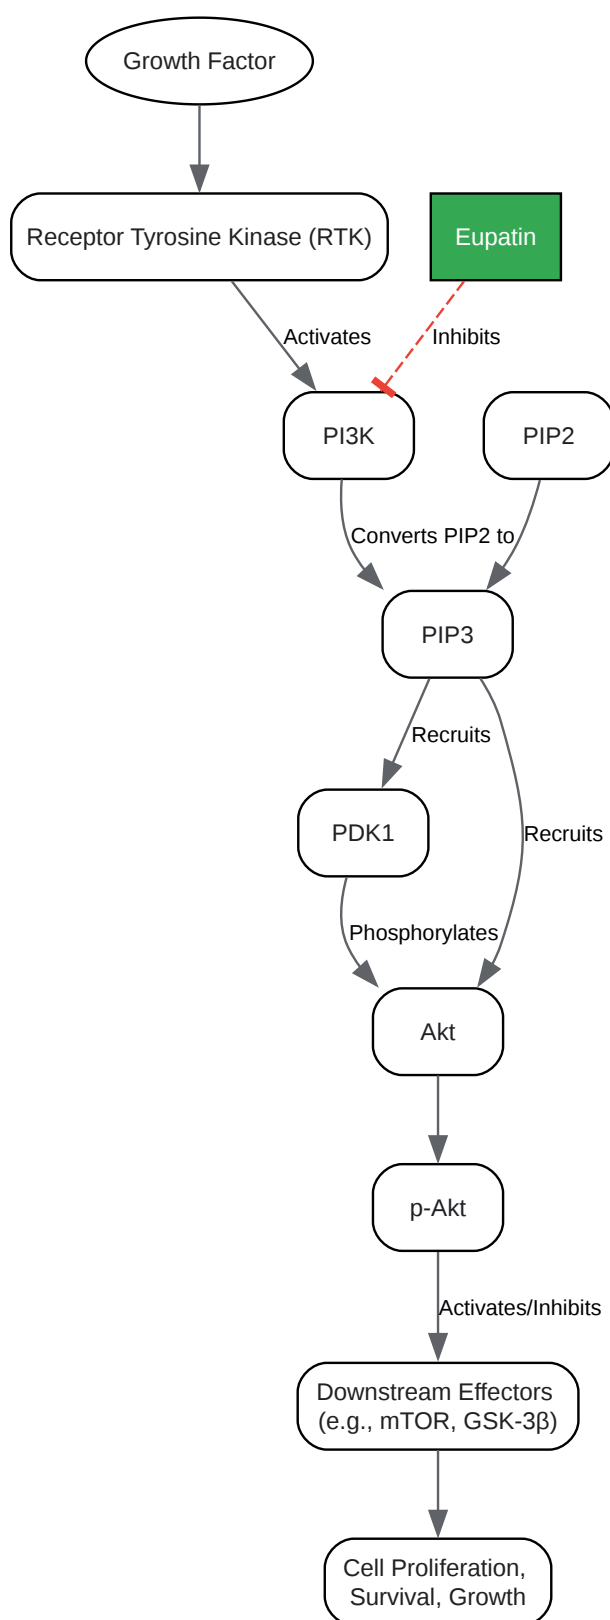 Growth Factor
Receptor Tyrosine Kinase (RTK)
Eupatin
Activates
Inhibits
PI3K
PIP2
Converts PIP2 to
PIP3
Recruits
PDK1
Recruits
Phosphorylates
Akt
p-Akt
Activates/Inhibits
Downstream Effectors
(e.g., mTOR, GSK-3β)
Cell Proliferation,
Survival, Growth